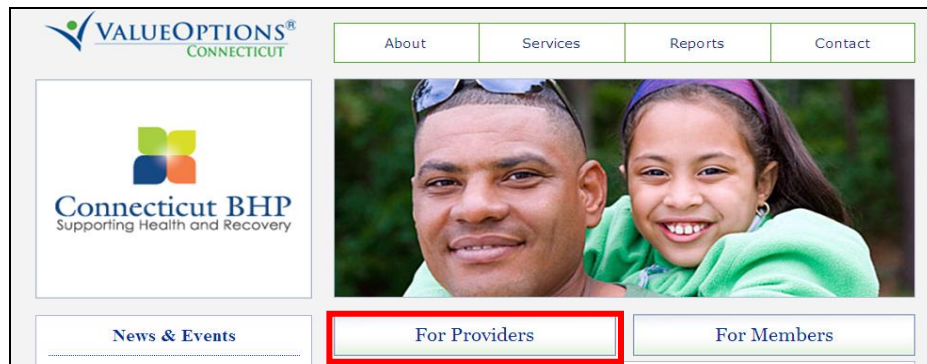 VALUEOPTIONS®
CONNECTICUT
About Services Reports Contact
Connecticut BHP
Supporting Health and Recovery
News & Events
For Providers
For Members